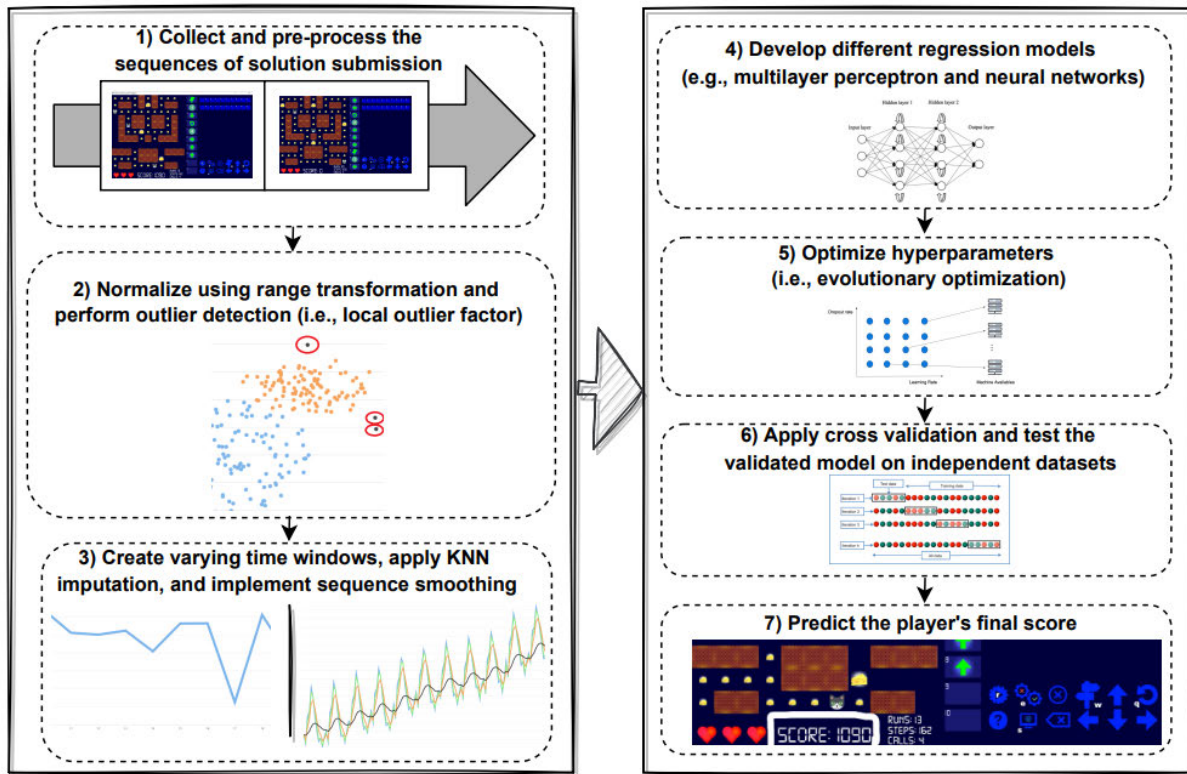 1) Collect and pre-process the
sequences of solution submission
2) Normalize using range transformation and
perform outlier detection (i.e., local outlier factor)
3) Create varying time windows, apply KNN
imputation, and implement sequence smoothing
4) Develop different regression models
(e.g., multilayer perceptron and neural networks)
Hidden layer 1 Hidden layer 2
Input layer Output layer
5) Optimize hyperparameters
(i.e., evolutionary optimization)
Dropout rate
Learning Rate Machine Availables
6) Apply cross validation and test the
validated model on independent datasets
Test data Training data
Iteration 1
Iteration 2
Iteration 3
All data
7) Predict the player's final score
SCORE:1090
RUNS: 13
STEPS:162
CALLS: 4
r e w q
s